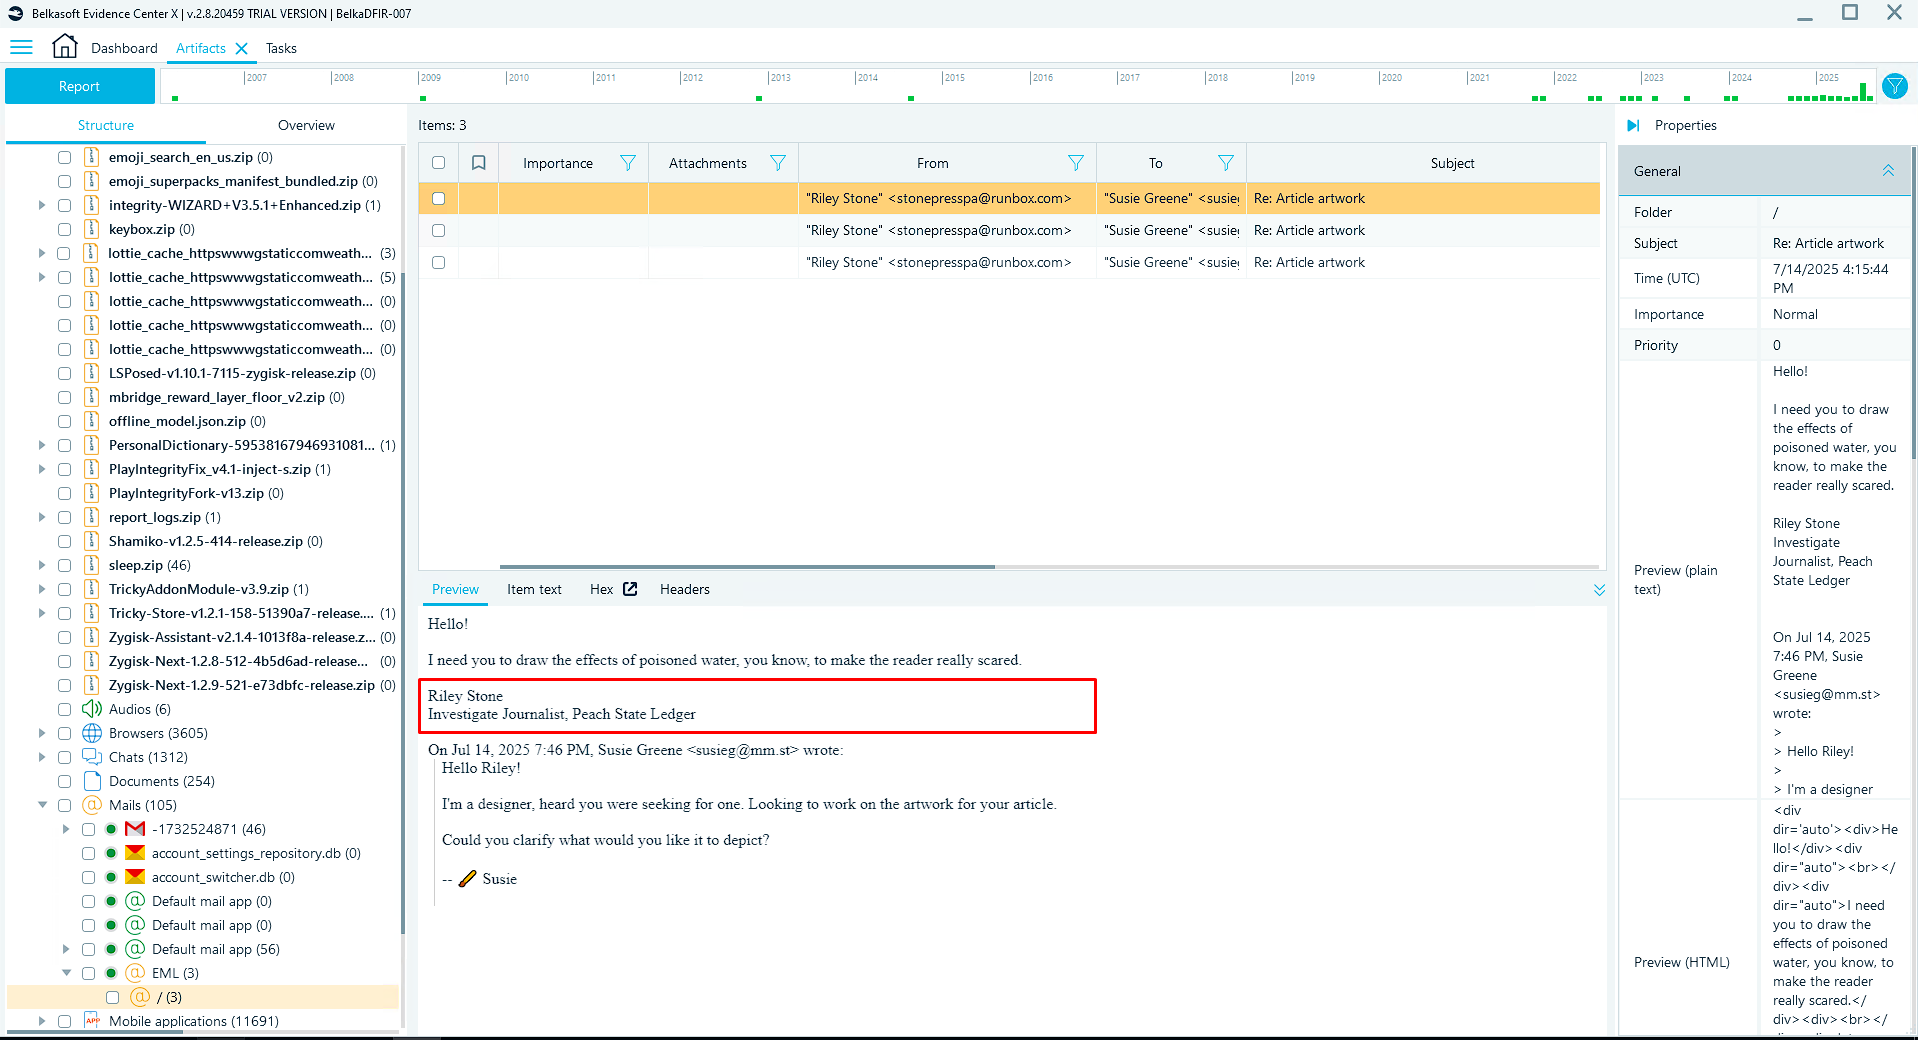 Belkasoft Evidence Center X | v.2.8.20459 TRIAL VERSION | BelkaDFIR-007
Dashboard
Artifacts
Tasks
Report
2007
2008
2009
2010
2011
2012
2013
2014
2015
2016
2017
2018
2019
2020
2021
2022
2023
2024
2025
Structure
Overview
emoji_search_en_us.zip (0)
emoji_superpacks_manifest_bundled.zip (0)
integrity-WIZARD+V3.5.1+Enhanced.zip (1)
keybox.zip (0)
lottie_cache_httpswwwgstaticcomweath... (3)
lottie_cache_httpswwwgstaticcomweath... (5)
lottie_cache_httpswwwgstaticcomweath... (0)
lottie_cache_httpswwwgstaticcomweath... (0)
lottie_cache_httpswwwgstaticcomweath... (0)
LSPosed-v1.10.1-7115-zygisk-release.zip (0)
mbridge_reward_layer_floor_v2.zip (0)
offline_model.json.zip (0)
PersonalDictionary-59538167946931081... (1)
PlayIntegrityFix_v4.1-inject-s.zip (1)
PlayIntegrityFork-v13.zip (0)
report_logs.zip (1)
Shamiko-v1.2.5-414-release.zip (0)
sleep.zip (46)
TrickyAddonModule-v3.9.zip (1)
Tricky-Store-v1.2.1-158-51390a7-release.... (1)
Zygisk-Assistant-v2.1.4-1013f8a-release.z... (0)
Zygisk-Next-1.2.8-512-4b5d6ad-release... (0)
Zygisk-Next-1.2.9-521-e73dbfc-release.zip (0)
Audios (6)
Browsers (3605)
Chats (1312)
Documents (254)
Mails (105)
-1732524871 (46)
account_settings_repository.db (0)
account_switcher.db (0)
Default mail app (0)
Default mail app (0)
Default mail app (56)
EML (3)
/ (3)
APP Mobile applications (11691)
Items: 3
Importance
Attachments
From
To
Subject
"Riley Stone" <stonepresspa@runbox.com> "Susie Greene" <susieg Re: Article artwork
"Riley Stone" <stonepresspa@runbox.com> "Susie Greene" <susieg Re: Article artwork
"Riley Stone" <stonepresspa@runbox.com> "Susie Greene" <susieg Re: Article artwork
Preview
Item text
Hex
Headers
Hello!
I need you to draw the effects of poisoned water, you know, to make the reader really scared.
Riley Stone
Investigate Journalist, Peach State Ledger
On Jul 14, 2025 7:46 PM, Susie Greene <susieg@mm.st> wrote:
Hello Riley!
I'm a designer, heard you were seeking for one. Looking to work on the artwork for your article.
Could you clarify what would you like it to depict?
-- 🖌 Susie
Properties
General
Folder
/
Subject
Re: Article artwork
Time (UTC)
7/14/2025 4:15:44
PM
Importance
Normal
Priority
0
Preview (plain
text)
Hello!
I need you to draw
the effects of
poisoned water, you
know, to make the
reader really scared.
Riley Stone
Investigate
Journalist, Peach
State Ledger
On Jul 14, 2025
7:46 PM, Susie
Greene
<susieg@mm.st>
wrote:
>
> Hello Riley!
>
> I'm a designer
Preview (HTML)
<div
dir='auto'><div>He
llo!</div><div
dir="auto"><br></
div><div
dir="auto">I need
you to draw the
effects of poisoned
water, you know, to
make the reader
really scared.</
div><div><br></